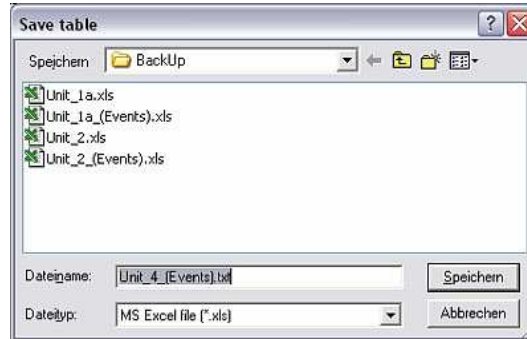 Save table
Speichern BackUp
Unit_1a.xls
Unit_1a_(Events).xls
Unit_2.xls
Unit_2_(Events).xls
Dateiname: Unit_4_(Events).txt Speichern
Dateityp: MS Excel file (*.xls) Abbrechen